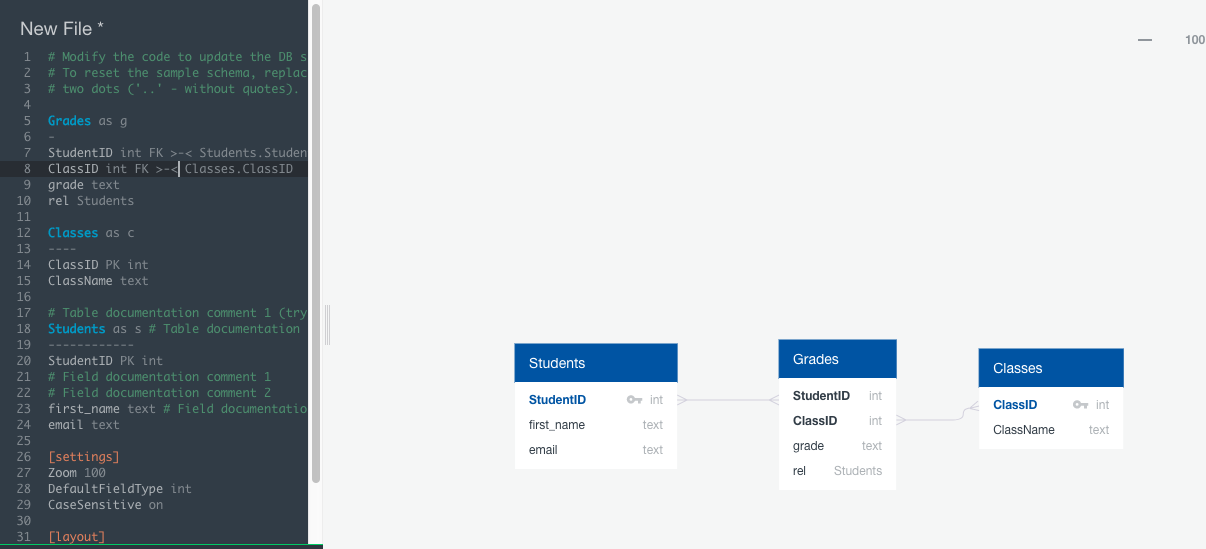 New File *
1 # Modify the code to update the DB s
2 # To reset the sample schema, replac
3 # two dots ('..' - without quotes).
4
5 Grades as g
6 -
7 StudentID int FK >-< Students.Studen
8 ClassID int FK >-< Classes.ClassID
9 grade text
10 rel Students
11
12 Classes as c
13 ----
14 ClassID PK int
15 ClassName text
16
17 # Table documentation comment 1 (try
18 Students as s # Table documentation
19 ------------
20 StudentID PK int
21 # Field documentation comment 1
22 # Field documentation comment 2
23 first_name text # Field documentatio
24 email text
25
26 [settings]
27 Zoom 100
28 DefaultFieldType int
29 CaseSensitive on
30
31 [layout]
100
Students
StudentID int
first_name text
email text
Grades
StudentID int
ClassID int
grade text
rel Students
Classes
ClassID int
ClassName text